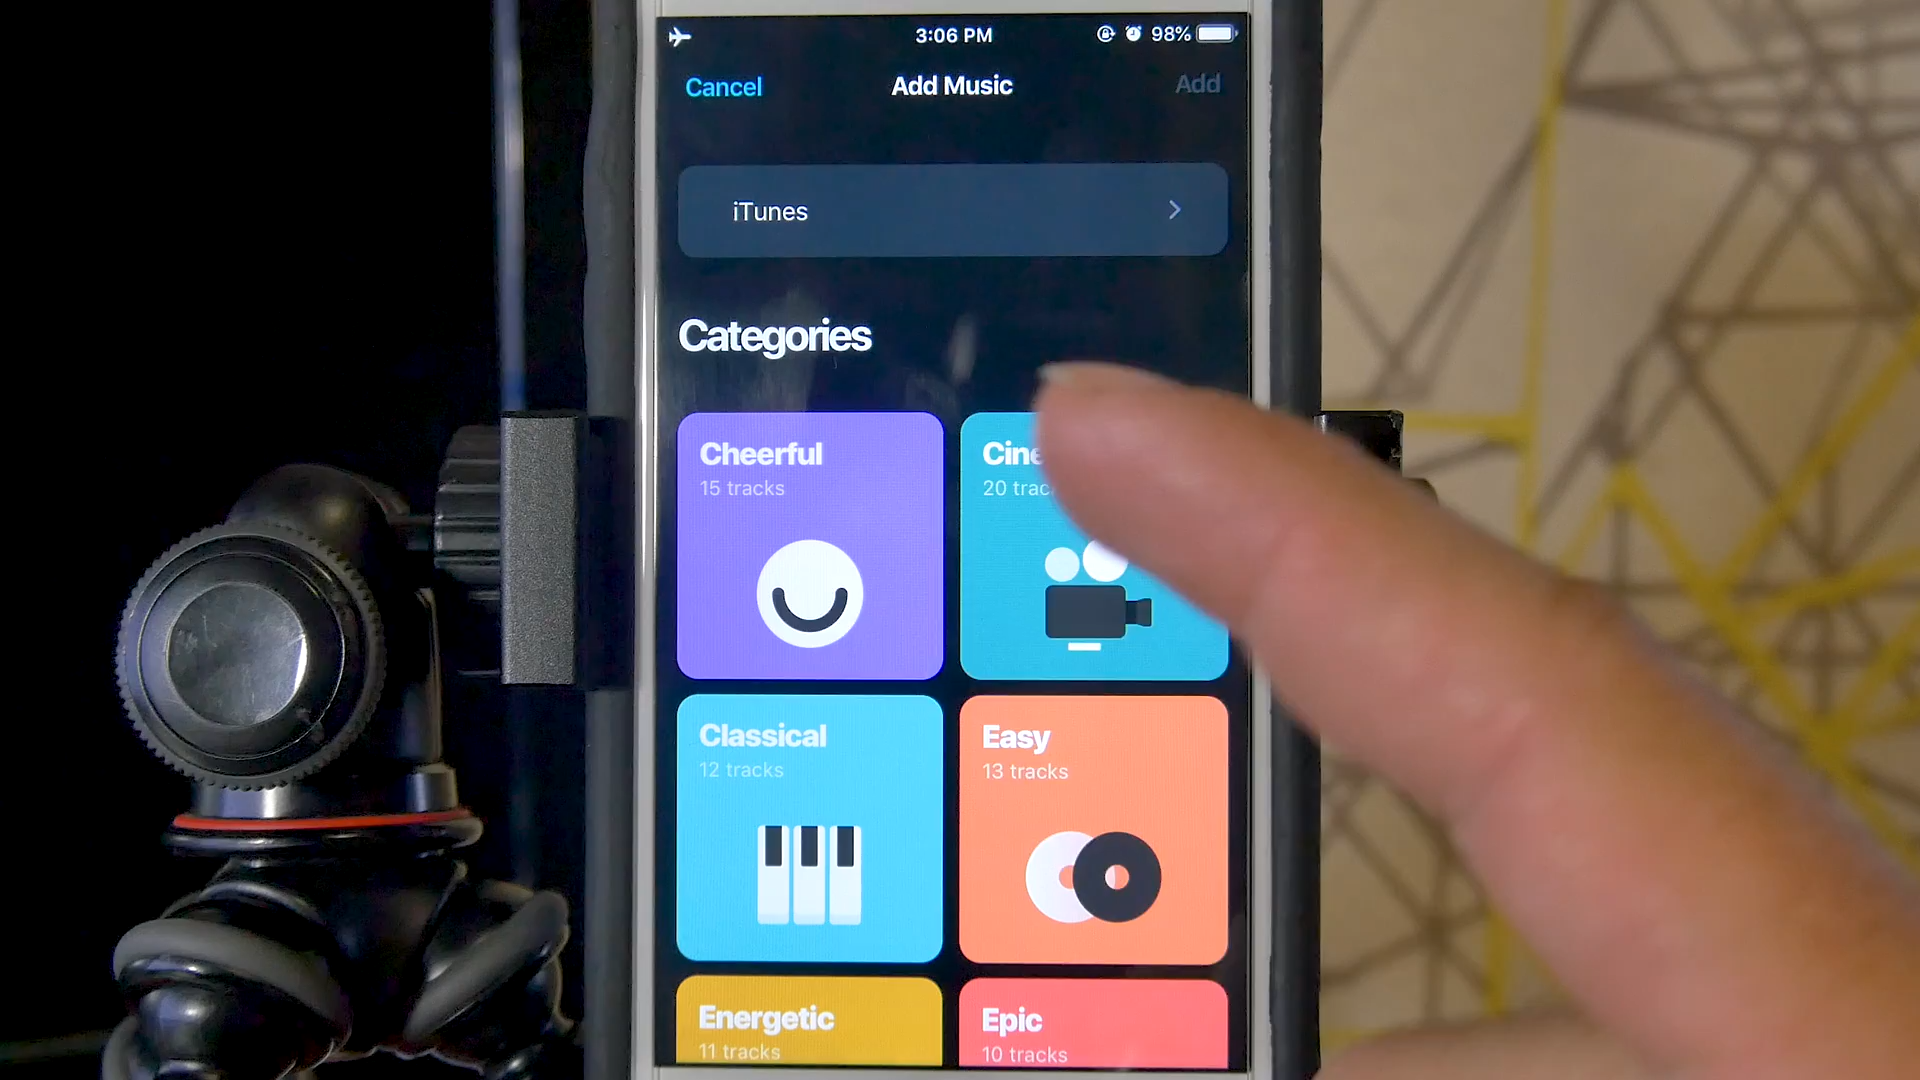 3:06 PM
98%
Cancel
Add Music
Add
iTunes
Categories
Cheerful
15 tracks
20
Classical
12 tracks
Easy
13 tracks
Energetic
11 tracks
Epic
10 tracks